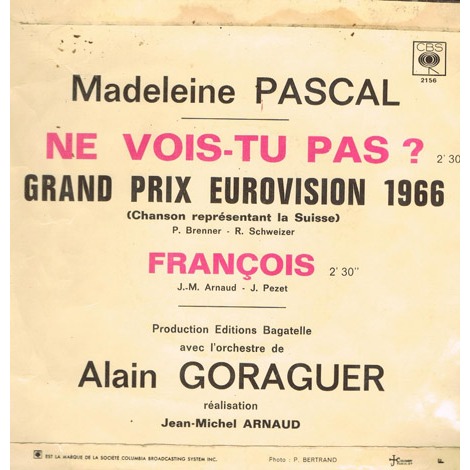 CBS
2156
Madeleine PASCAL
NE VOIS-TU PAS ? 2' 30
GRAND PRIX EUROVISION 1966
(Chanson représentant la Suisse)
P. Brenner - R. Schweizer
FRANÇOIS 2' 30"
J.-M. Arnaud - J. Pezet
Production Editions Bagatelle
avec l'orchestre de
Alain GORAGUER
réalisation
Jean-Michel ARNAUD
EST LA MARQUE DE LA SOCIÉTÉ COLUMBIA BROADCASTING SYSTEM INC. Photo : P. BERTRAND